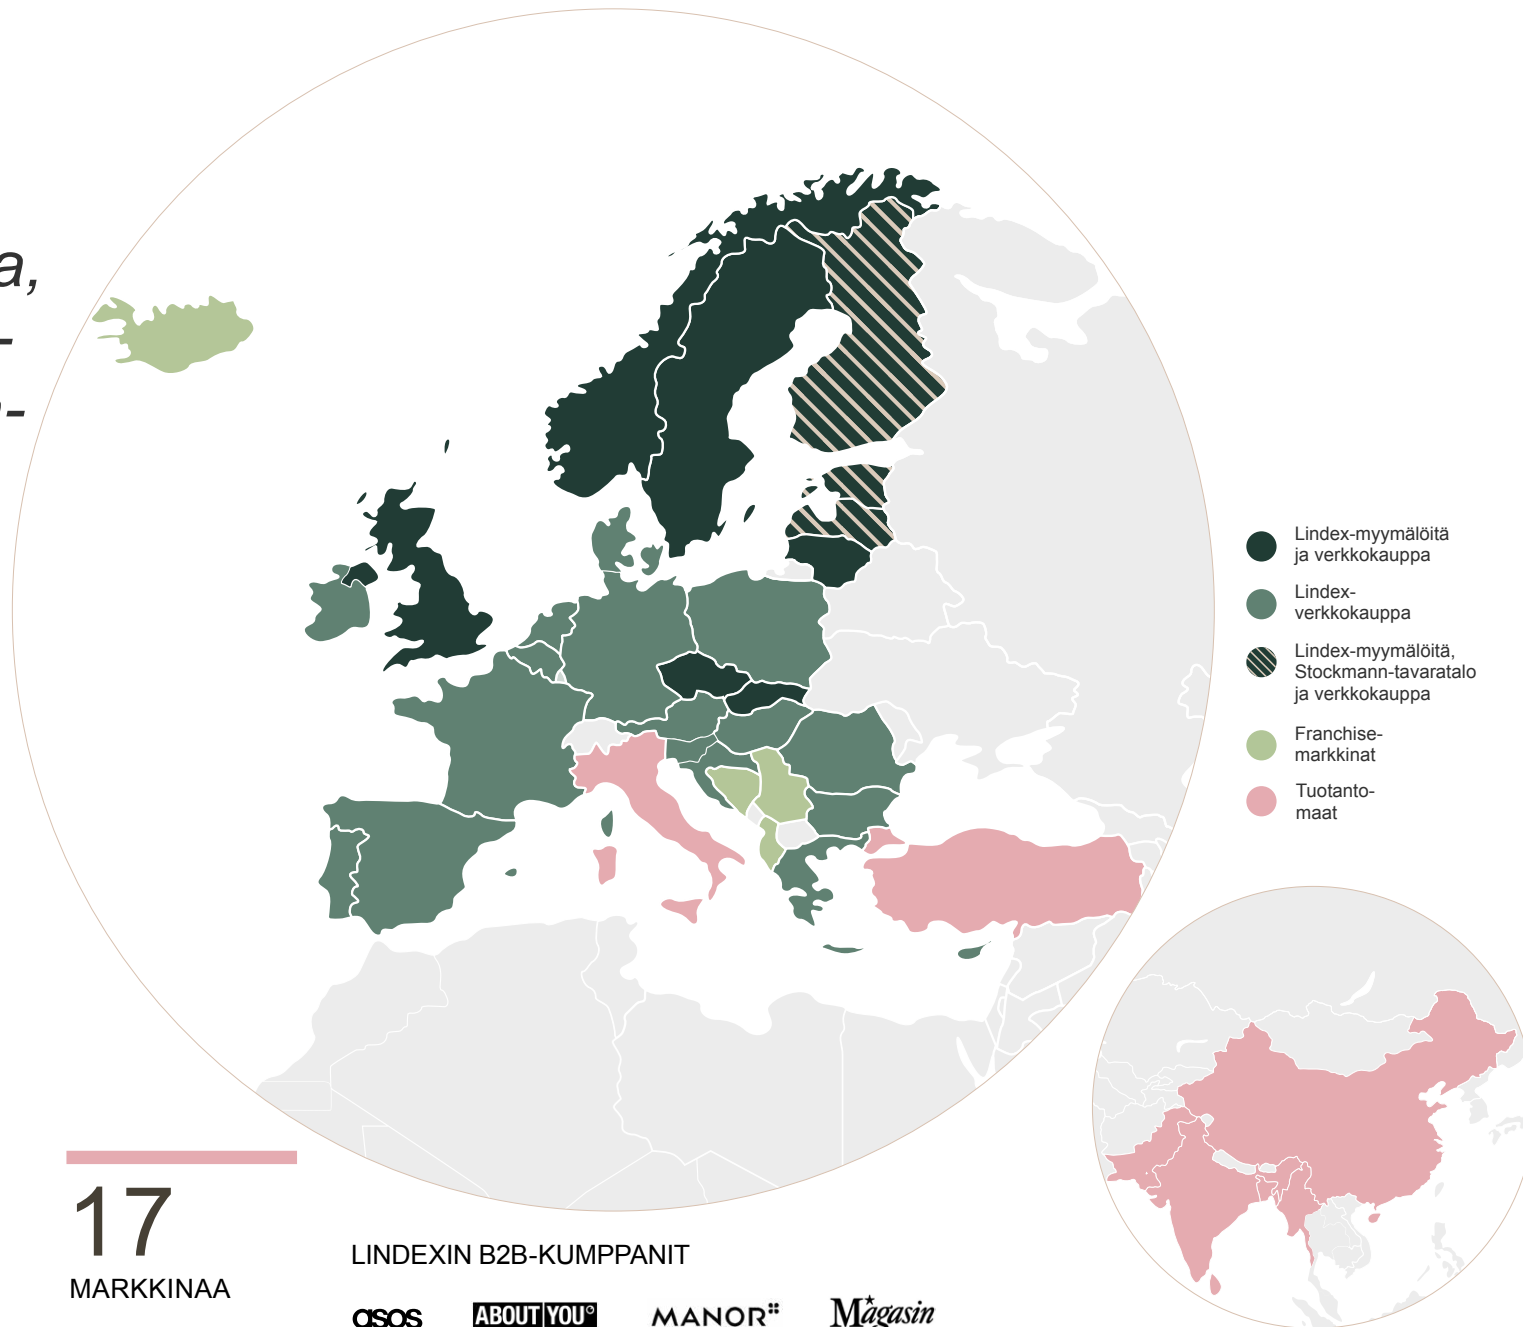 a,
-
-
Lindex-myymälöitä
ja verkkokauppa
Lindex-
verkkokauppa
Lindex-myymälöitä,
Stockmann-tavaratalo
ja verkkokauppa
Franchise-
markkinat
Tuotanto-
maat
17
MARKKINAA
LINDEXIN B2B-KUMPPANIT
asos
ABOUT YOU°
MANOR
Magasin